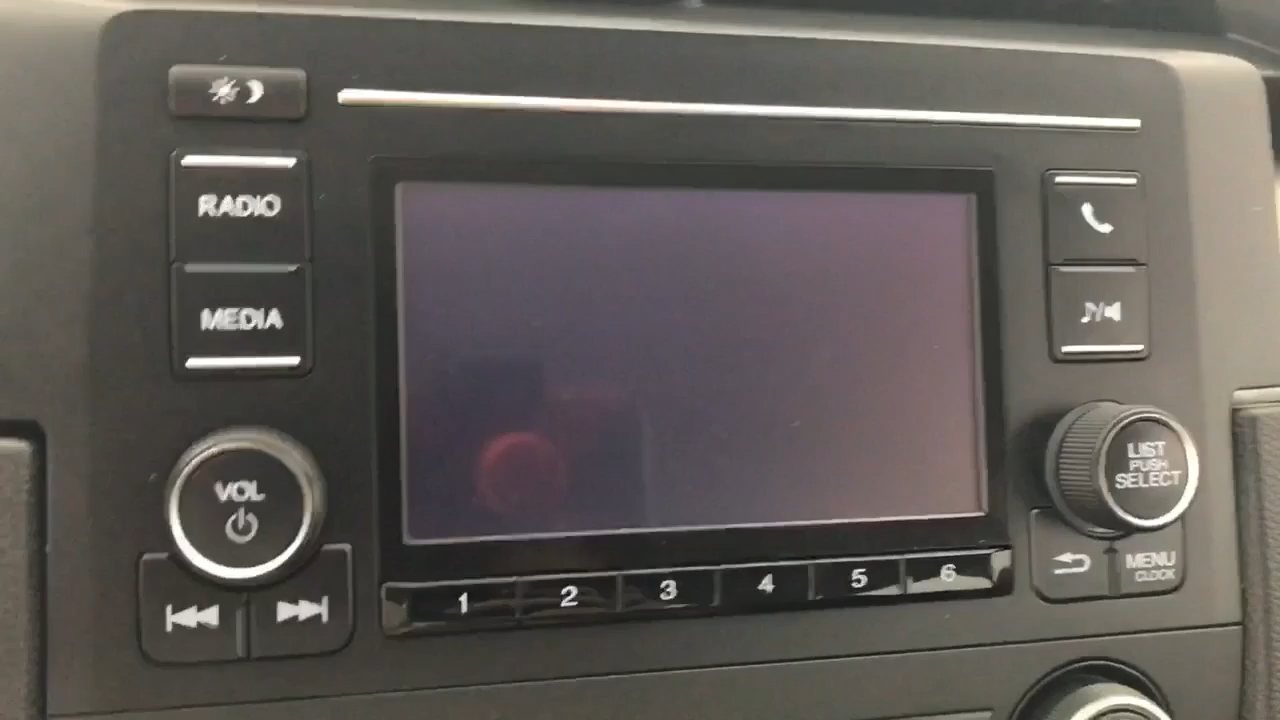 RADIO
MEDIA
VOL
1 2 3 4 5 6
LIST
PUSH
SELECT
MENU
CLOCK